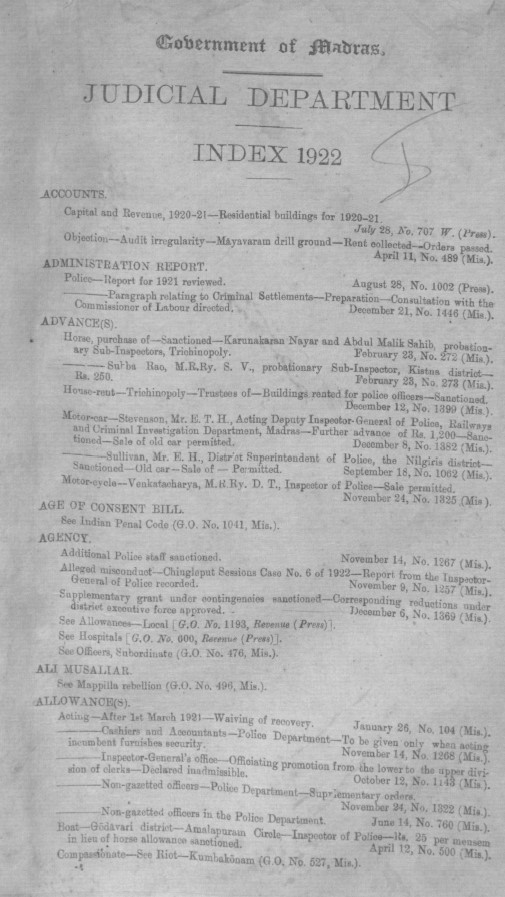 Government of Madras.
JUDICIAL DEPARTMENT
INDEX 1922
ACCOUNTS.
Capital and Revenue, 1920-21—Residential buildings for 1920-21.
July 28, No. 707 W. (Press).
Objection—Audit irregularity—Mayavaram drill ground—Rent collected—Orders passed.
April 11, No. 489 (Mis.).
ADMINISTRATION REPORT.
Police—Report for 1921 reviewed. August 28, No. 1002 (Press).
———Paragraph relating to Criminal Settlements—Preparation—Consultation with the
Commissioner of Labour directed. December 21, No. 1446 (Mis.).
ADVANCE(S).
Horse, purchase of—Sanctioned—Karunakaran Nayar and Abdul Malik Sahib, probation-
ary Sub-Inspectors, Trichinopoly. February 23, No. 272 (Mis.).
———Subba Rao, M.R.Ry. S. V., probationary Sub-Inspector, Kistna district—
Rs. 250. February 23, No. 273 (Mis.).
House-rent—Trichinopoly—Trustees of—Buildings rented for police officers—Sanctioned.
December 12, No. 1399 (Mis.).
Motor-car—Stevenson, Mr. E. T. H., Acting Deputy Inspector-General of Police, Railways
and Criminal Investigation Department, Madras—Further advance of Rs. 1,200—Sanc-
tioned—Sale of old car permitted. December 8, No. 1382 (Mis.).
———Sullivan, Mr. E. H., District Superintendent of Police, the Nilgiris district—
Sanctioned—Old car—Sale of—Permitted. September 18, No. 1062 (Mis.).
Motor-cycle—Venkatacharya, M.R.Ry. D. T., Inspector of Police—Sale permitted.
November 24, No. 1325 (Mis.).
AGE OF CONSENT BILL.
See Indian Penal Code (G.O. No. 1041, Mis.).
AGENCY.
Additional Police staff sanctioned. November 14, No. 1267 (Mis.).
Alleged misconduct—Chingleput Sessions Case No. 6 of 1922—Report from the Inspector-
General of Police recorded. November 9, No. 1257 (Mis.).
Supplementary grant under contingencies sanctioned—Corresponding reductions under
district executive force approved. December 6, No. 1369 (Mis.).
See Allowances—Local [G.O. No. 1193, Revenue (Press)].
See Hospitals [G.O. No. 600, Revenue (Press)].
See Officers, Subordinate (G.O. No. 476, Mis.).
ALI MUSALIAR.
See Mappilla rebellion (G.O. No. 496, Mis.).
ALLOWANCE(S).
Acting—After 1st March 1921—Waiving of recovery. January 26, No. 104 (Mis.).
———Cashiers and Accountants—Police Department—To be given only when acting
incumbent furnishes security. November 14, No. 1268 (Mis.).
———Inspector-General's office—Officiating promotion from the lower to the upper divi-
sion of clerks—Declared inadmissible. October 12, No. 1143 (Mis.).
———Non-gazetted officers—Police Department—Supplementary orders.
November 24, No. 1322 (Mis.).
———Non-gazetted officers in the Police Department. June 14, No. 760 (Mis.).
Boat—Gōdāvari district—Amalapuram Circle—Inspector of Police—Rs. 25 per mensem
in lieu of horse allowance sanctioned. April 12, No. 500 (Mis.).
Compassionate—See Riot—Kumbakōnam (G.O. No. 527, Mis.).